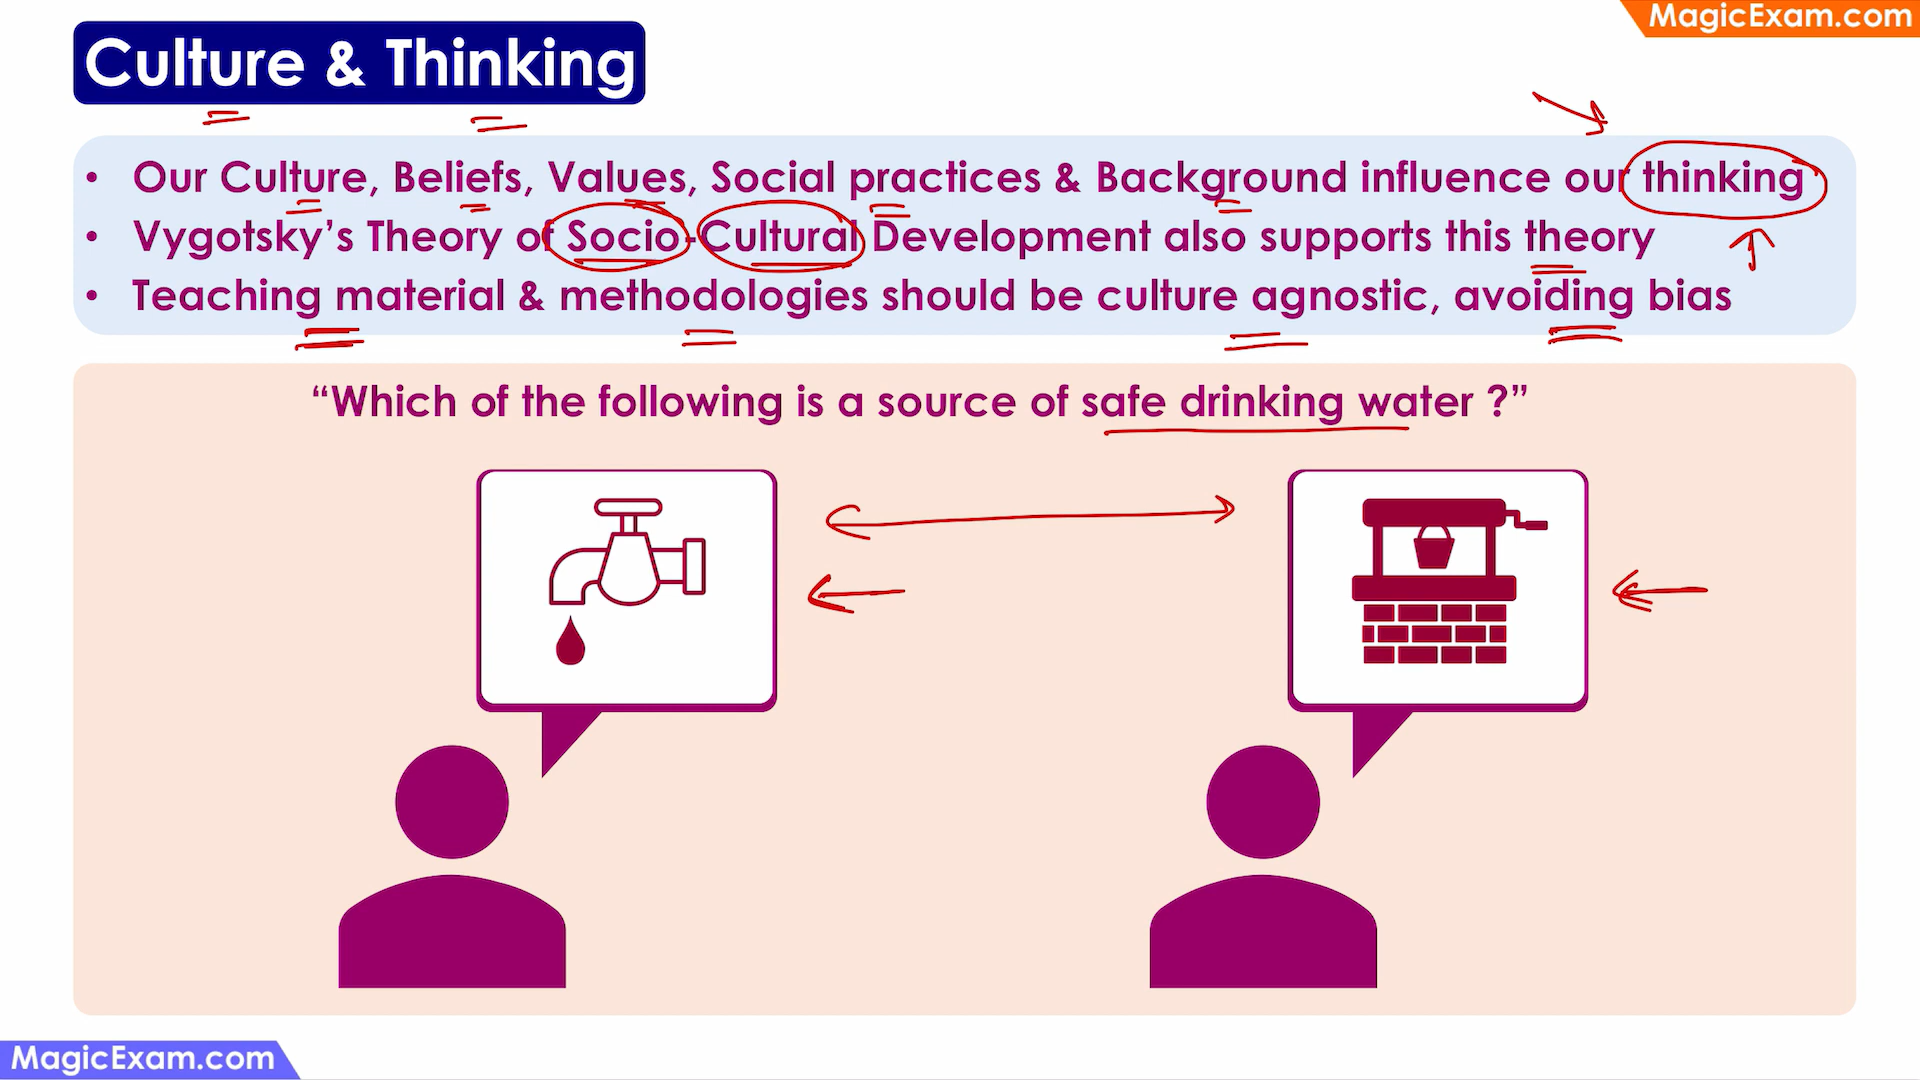 MagicExam.com
Culture & Thinking
• Our Culture, Beliefs, Values, Social practices & Background influence our thinking
• Vygotsky’s Theory of Socio-Cultural Development also supports this theory
• Teaching material & methodologies should be culture agnostic, avoiding bias
“Which of the following is a source of safe drinking water ?”
MagicExam.com